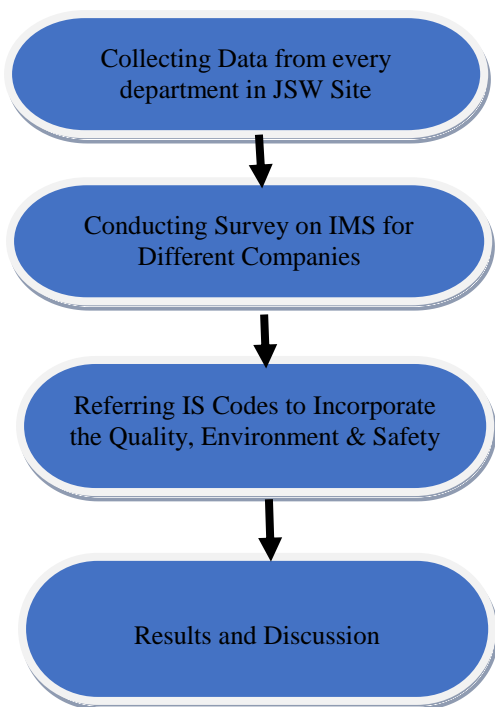 Collecting Data from every
department in JSW Site
Conducting Survey on IMS for
Different Companies
Referring IS Codes to Incorporate
the Quality, Environment & Safety
Results and Discussion